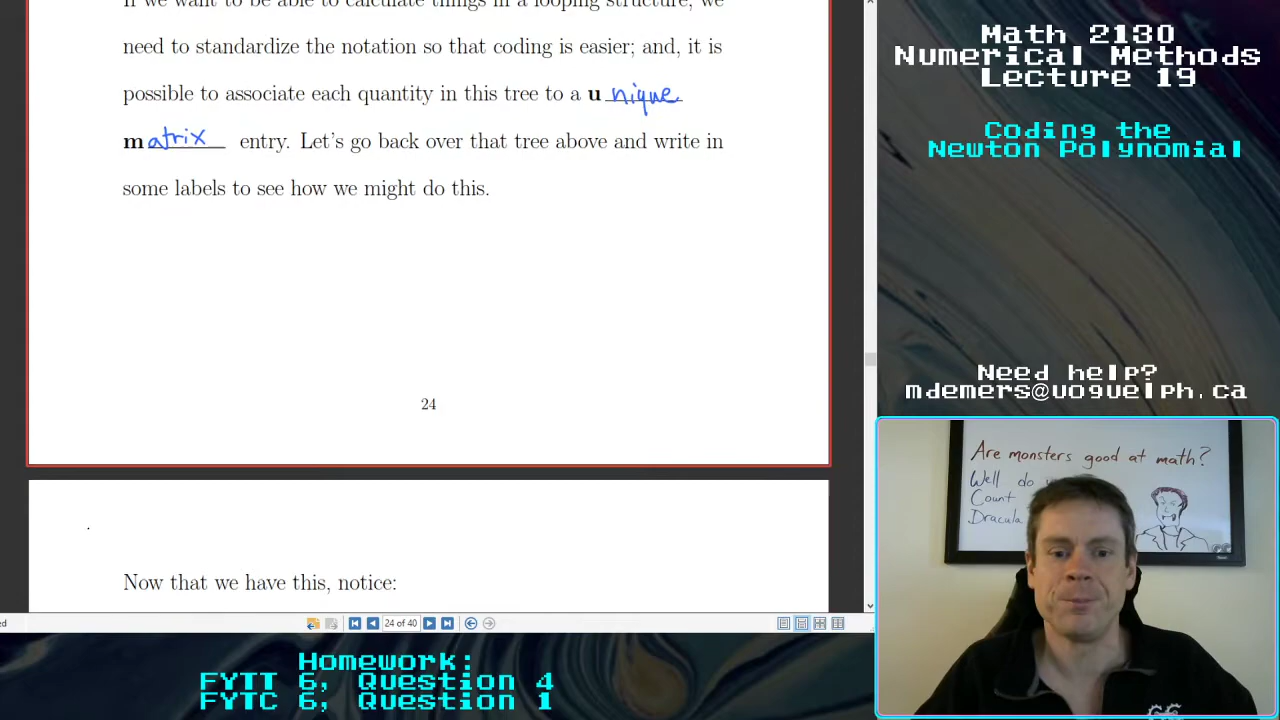 If we want to be able to calculate things in a looping structure, we
need to standardize the notation so that coding is easier; and, it is
possible to associate each quantity in this tree to a unique
matrix entry. Let's go back over that tree above and write in
some labels to see how we might do this.
24
Now that we have this, notice:
24 of 40
Math 2130
Numerical Methods
Lecture 19
Coding the
Newton Polynomial
Need help?
mdemers@uoguelph.ca
Are monsters good at math?
Well do
Count
Dracula
Homework:
FYTT 6, Question 4
FYTC 6, Question 1